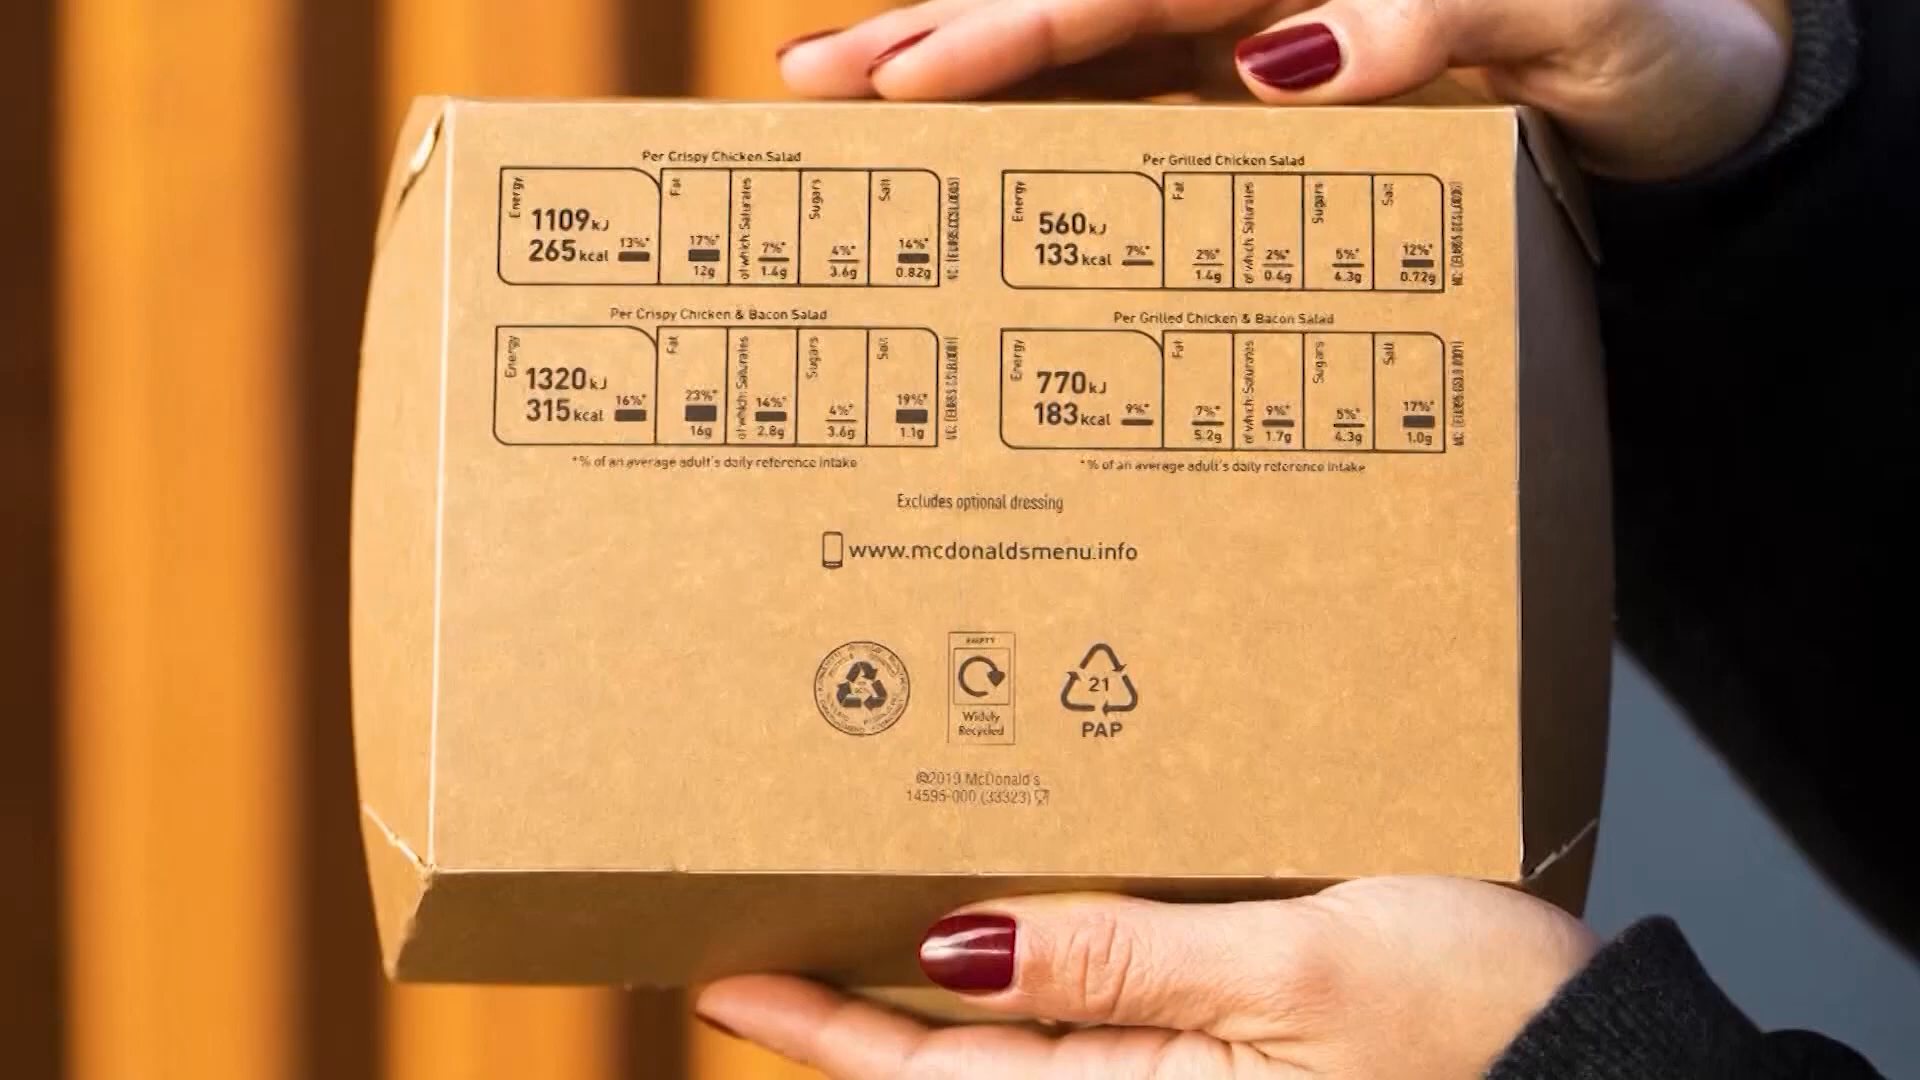 Per Crispy Chicken Salad
Energy
1109kJ
265kcal 13%*
Fat
17%*
12g
of which Saturates
7%*
1.4g
Sugars
4%*
3.6g
Salt
14%*
0.82g
Per Grilled Chicken Salad
Energy
560kJ
133kcal 7%*
Fat
2%*
1.4g
of which Saturates
2%*
0.4g
Sugars
5%*
4.3g
Salt
12%*
0.72g
Per Crispy Chicken & Bacon Salad
Energy
1320kJ
315kcal 16%*
Fat
23%*
16g
of which Saturates
14%*
2.8g
Sugars
4%*
3.6g
Salt
19%*
1.1g
Per Grilled Chicken & Bacon Salad
Energy
770kJ
183kcal 9%*
Fat
7%*
5.2g
of which Saturates
9%*
1.7g
Sugars
5%*
4.3g
Salt
17%*
1.0g
*% of an average adult's daily reference intake
*% of an average adult's daily reference intake
Excludes optional dressing
www.mcdonaldsmenu.info
EMPTY
Widely
Recycled
21
PAP
©2019 McDonald's
14595-000 (33323)